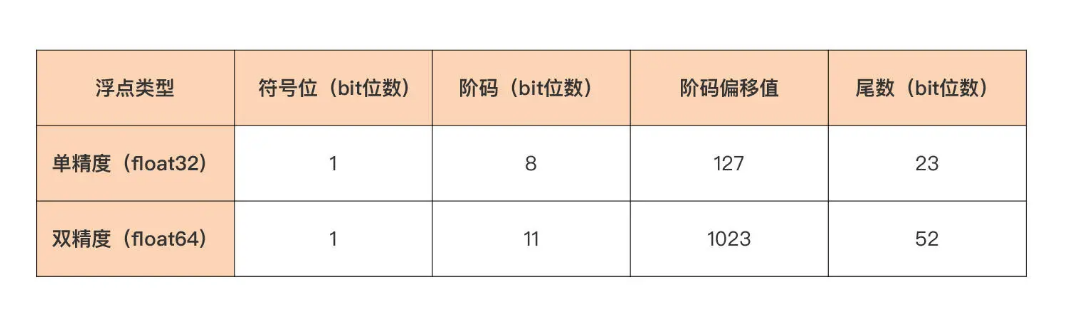 浮点类型 符号位（bit位数） 阶码（bit位数） 阶码偏移值 尾数（bit位数）
单精度（float32） 1 8 127 23
双精度（float64） 1 11 1023 52